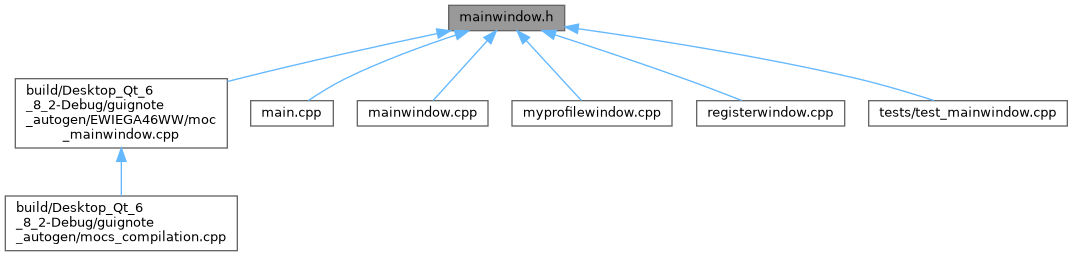 mainwindow.h
build/Desktop_Qt_6
_8_2-Debug/guignote
_autogen/EWIEGA46WW/moc
_mainwindow.cpp
main.cpp
mainwindow.cpp
myprofilewindow.cpp
registerwindow.cpp
tests/test_mainwindow.cpp
build/Desktop_Qt_6
_8_2-Debug/guignote
_autogen/mocs_compilation.cpp